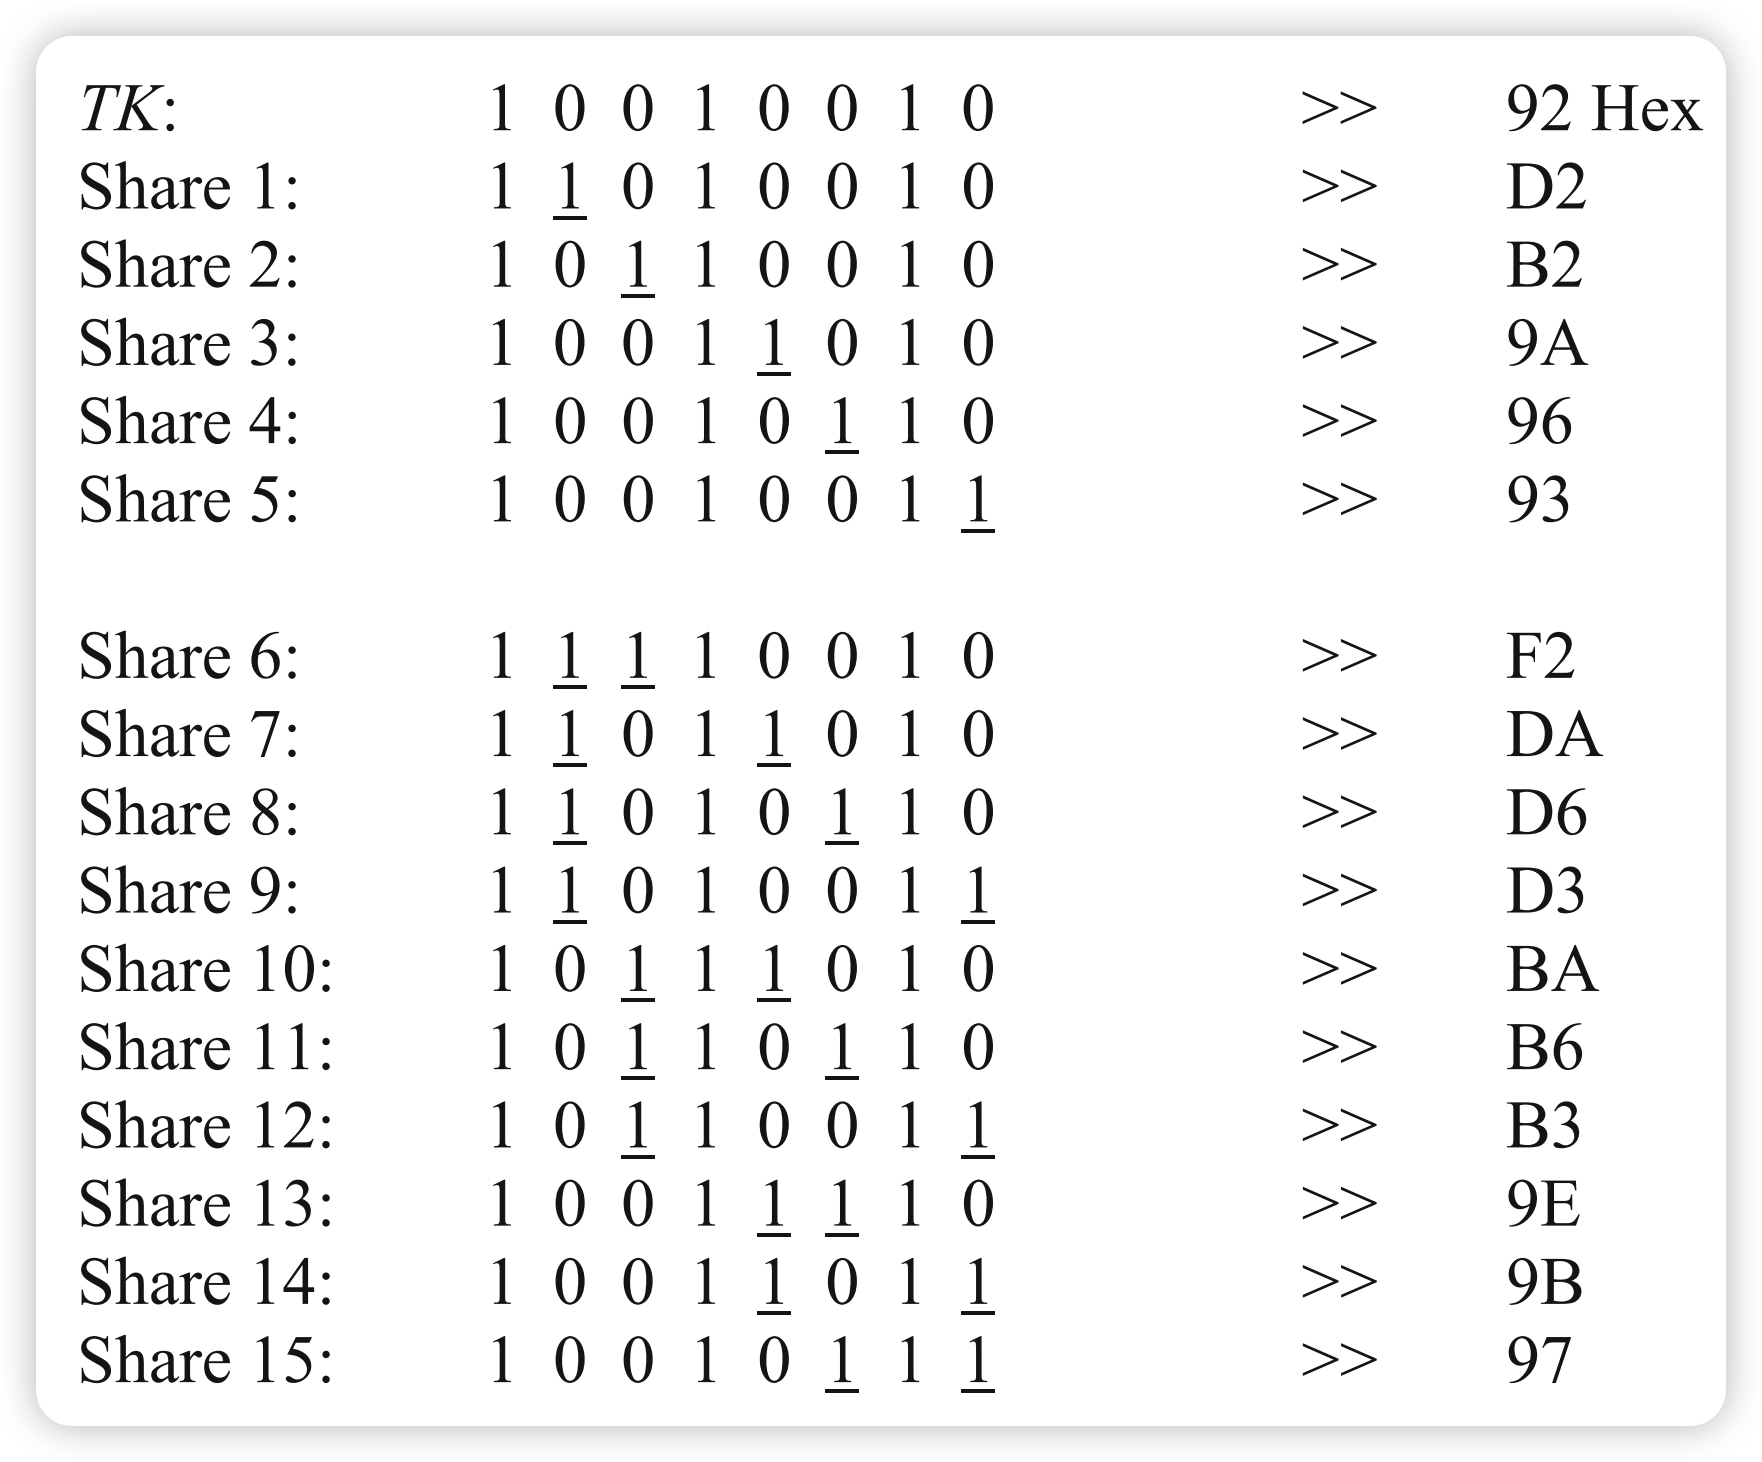 TK: 1 0 0 1 0 0 1 0 >> 92 Hex
Share 1: 1 1 0 1 0 0 1 0 >> D2
Share 2: 1 0 1 1 0 0 1 0 >> B2
Share 3: 1 0 0 1 1 0 1 0 >> 9A
Share 4: 1 0 0 1 0 1 1 0 >> 96
Share 5: 1 0 0 1 0 0 1 1 >> 93
Share 6: 1 1 1 1 0 0 1 0 >> F2
Share 7: 1 1 0 1 1 0 1 0 >> DA
Share 8: 1 1 0 1 0 1 1 0 >> D6
Share 9: 1 1 0 1 0 0 1 1 >> D3
Share 10: 1 0 1 1 1 0 1 0 >> BA
Share 11: 1 0 1 1 0 1 1 0 >> B6
Share 12: 1 0 1 1 0 0 1 1 >> B3
Share 13: 1 0 0 1 1 1 1 0 >> 9E
Share 14: 1 0 0 1 1 0 1 1 >> 9B
Share 15: 1 0 0 1 0 1 1 1 >> 97